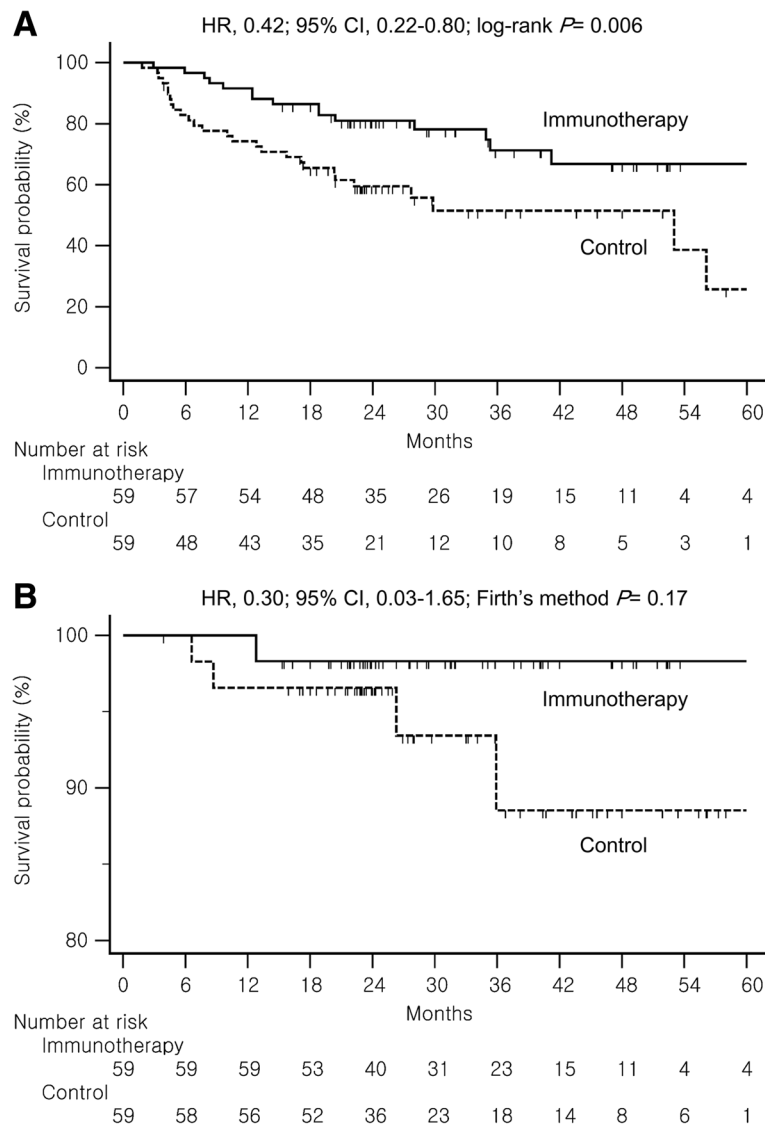 A
HR, 0.42; 95% CI, 0.22-0.80; log-rank P= 0.006
Survival probability (%)
100
80
60
40
20
0
Immunotherapy
Control
0 6 12 18 24 30 36 42 48 54 60
Months
Number at risk
Immunotherapy
59 57 54 48 35 26 19 15 11 4 4
Control
59 48 43 35 21 12 10 8 5 3 1
B
HR, 0.30; 95% CI, 0.03-1.65; Firth's method P= 0.17
Survival probability (%)
100
90
80
Immunotherapy
Control
0 6 12 18 24 30 36 42 48 54 60
Months
Number at risk
Immunotherapy
59 59 59 53 40 31 23 15 11 4 4
Control
59 58 56 52 36 23 18 14 8 6 1